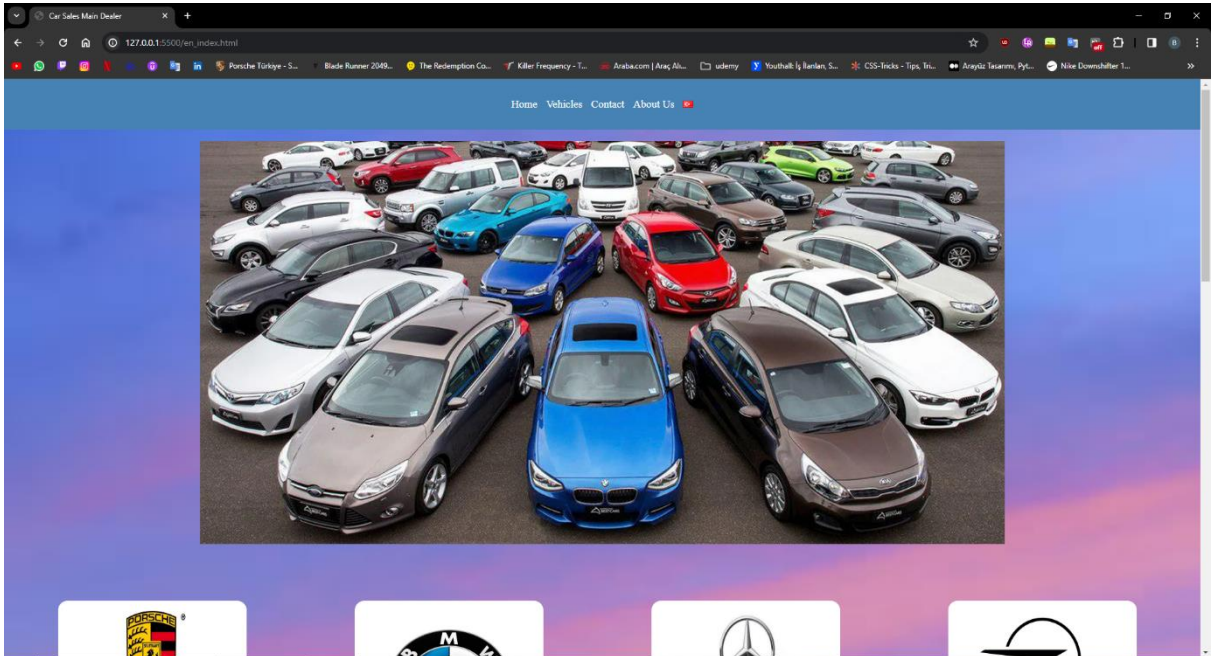 Car Sales Main Dealer
127.0.0.1:5500/en_index.html
Porsche Türkiye - S...
Blade Runner 2049...
The Redemption Co...
Killer Frequency - T...
Araba.com | Araç Alı...
udemy
Youthall: İş İlanları, S...
CSS-Tricks - Tips, Tri...
Arayüz Tasarımı, Pyt...
Nike Downshifter 1...
Home Vehicles Contact About Us
PORSCHE
B M W